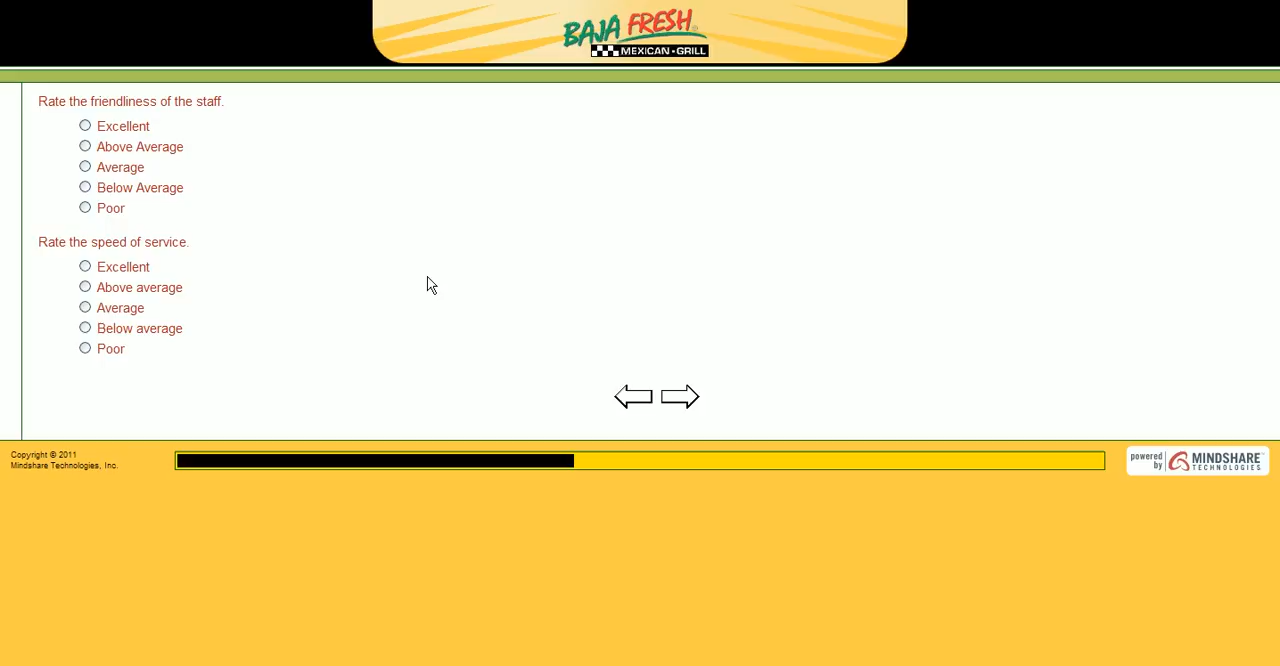 BAJA FRESH
MEXICAN·GRILL
Rate the friendliness of the staff.
Excellent
Above Average
Average
Below Average
Poor
Rate the speed of service.
Excellent
Above average
Average
Below average
Poor
Copyright © 2011
Mindshare Technologies, Inc.
powered by
MINDSHARE
TECHNOLOGIES